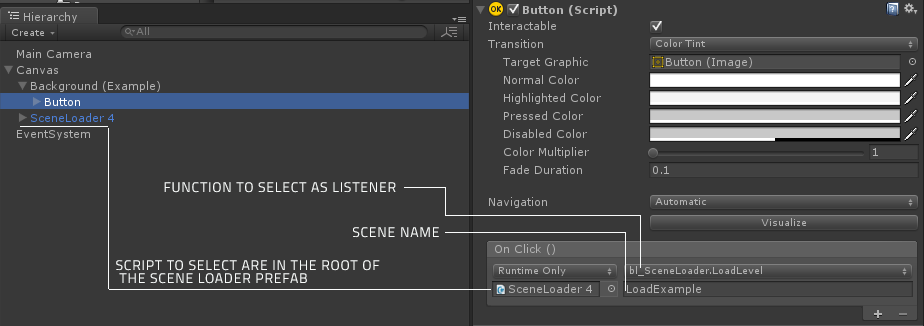 Hierarchy
Create
All
Main Camera
Canvas
Background (Example)
Button
SceneLoader 4
EventSystem
FUNCTION TO SELECT AS LISTENER
SCENE NAME
SCRIPT TO SELECT ARE IN THE ROOT OF
THE SCENE LOADER PREFAB
OK Button (Script)
Interactable
Transition Color Tint
Target Graphic Button (Image)
Normal Color
Highlighted Color
Pressed Color
Disabled Color
Color Multiplier 1
Fade Duration 0.1
Navigation Automatic
Visualize
On Click ()
Runtime Only bl_SceneLoader.LoadLevel
SceneLoader 4 LoadExample